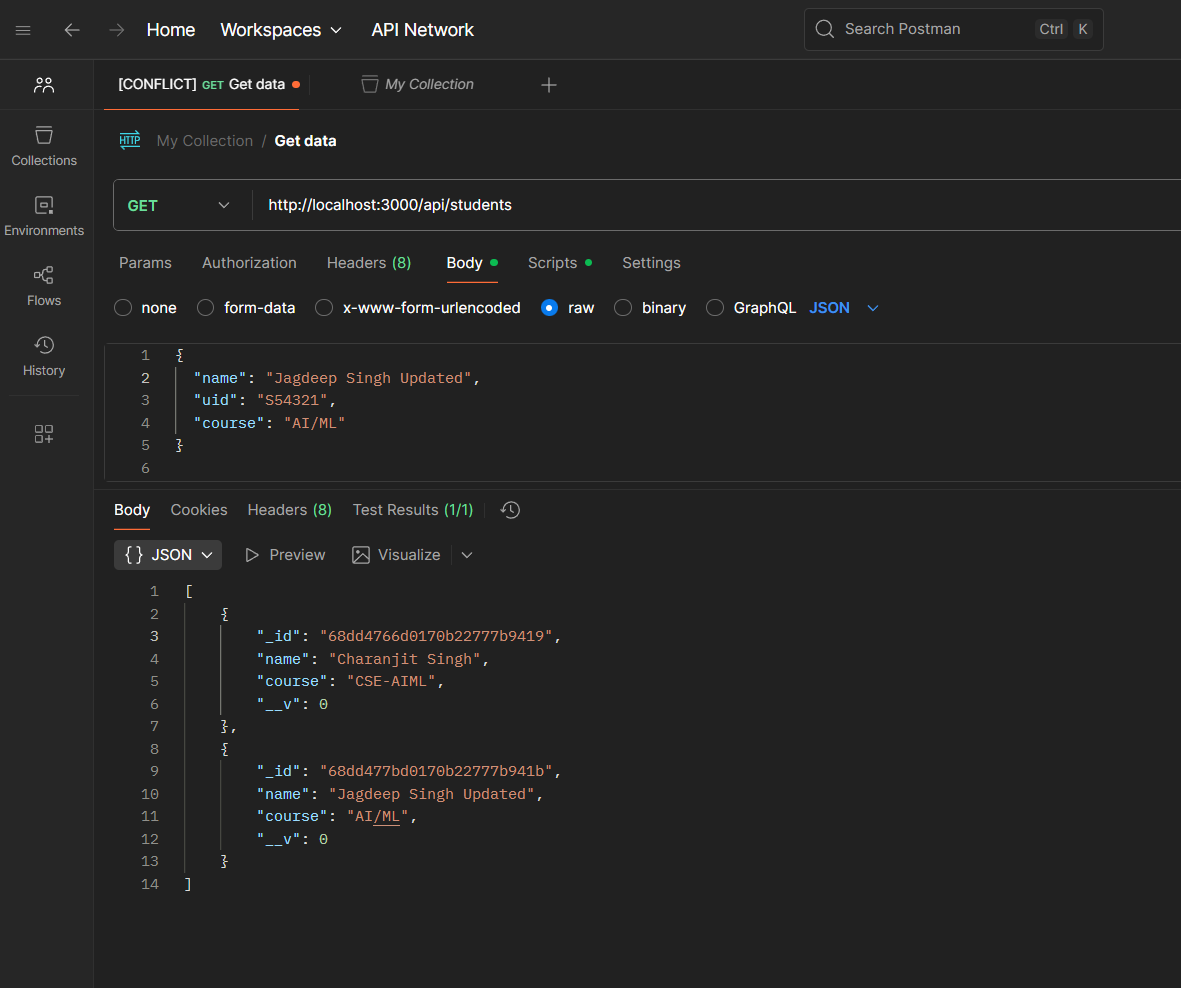 Home Workspaces API Network Search Postman Ctrl K
[CONFLICT] GET Get data My Collection
HTTP My Collection / Get data
Collections
Environments
Flows
History
GET http://localhost:3000/api/students
Params Authorization Headers (8) Body Scripts Settings
none form-data x-www-form-urlencoded raw binary GraphQL JSON
1 {
2 "name": "Jagdeep Singh Updated",
3 "uid": "S54321",
4 "course": "AI/ML"
5 }
6
Body Cookies Headers (8) Test Results (1/1)
{} JSON Preview Visualize
1 [
2 {
3 "_id": "68dd4766d0170b22777b9419",
4 "name": "Charanjit Singh",
5 "course": "CSE-AIML",
6 "__v": 0
7 },
8 {
9 "_id": "68dd477bd0170b22777b941b",
10 "name": "Jagdeep Singh Updated",
11 "course": "AI/ML",
12 "__v": 0
13 }
14 ]